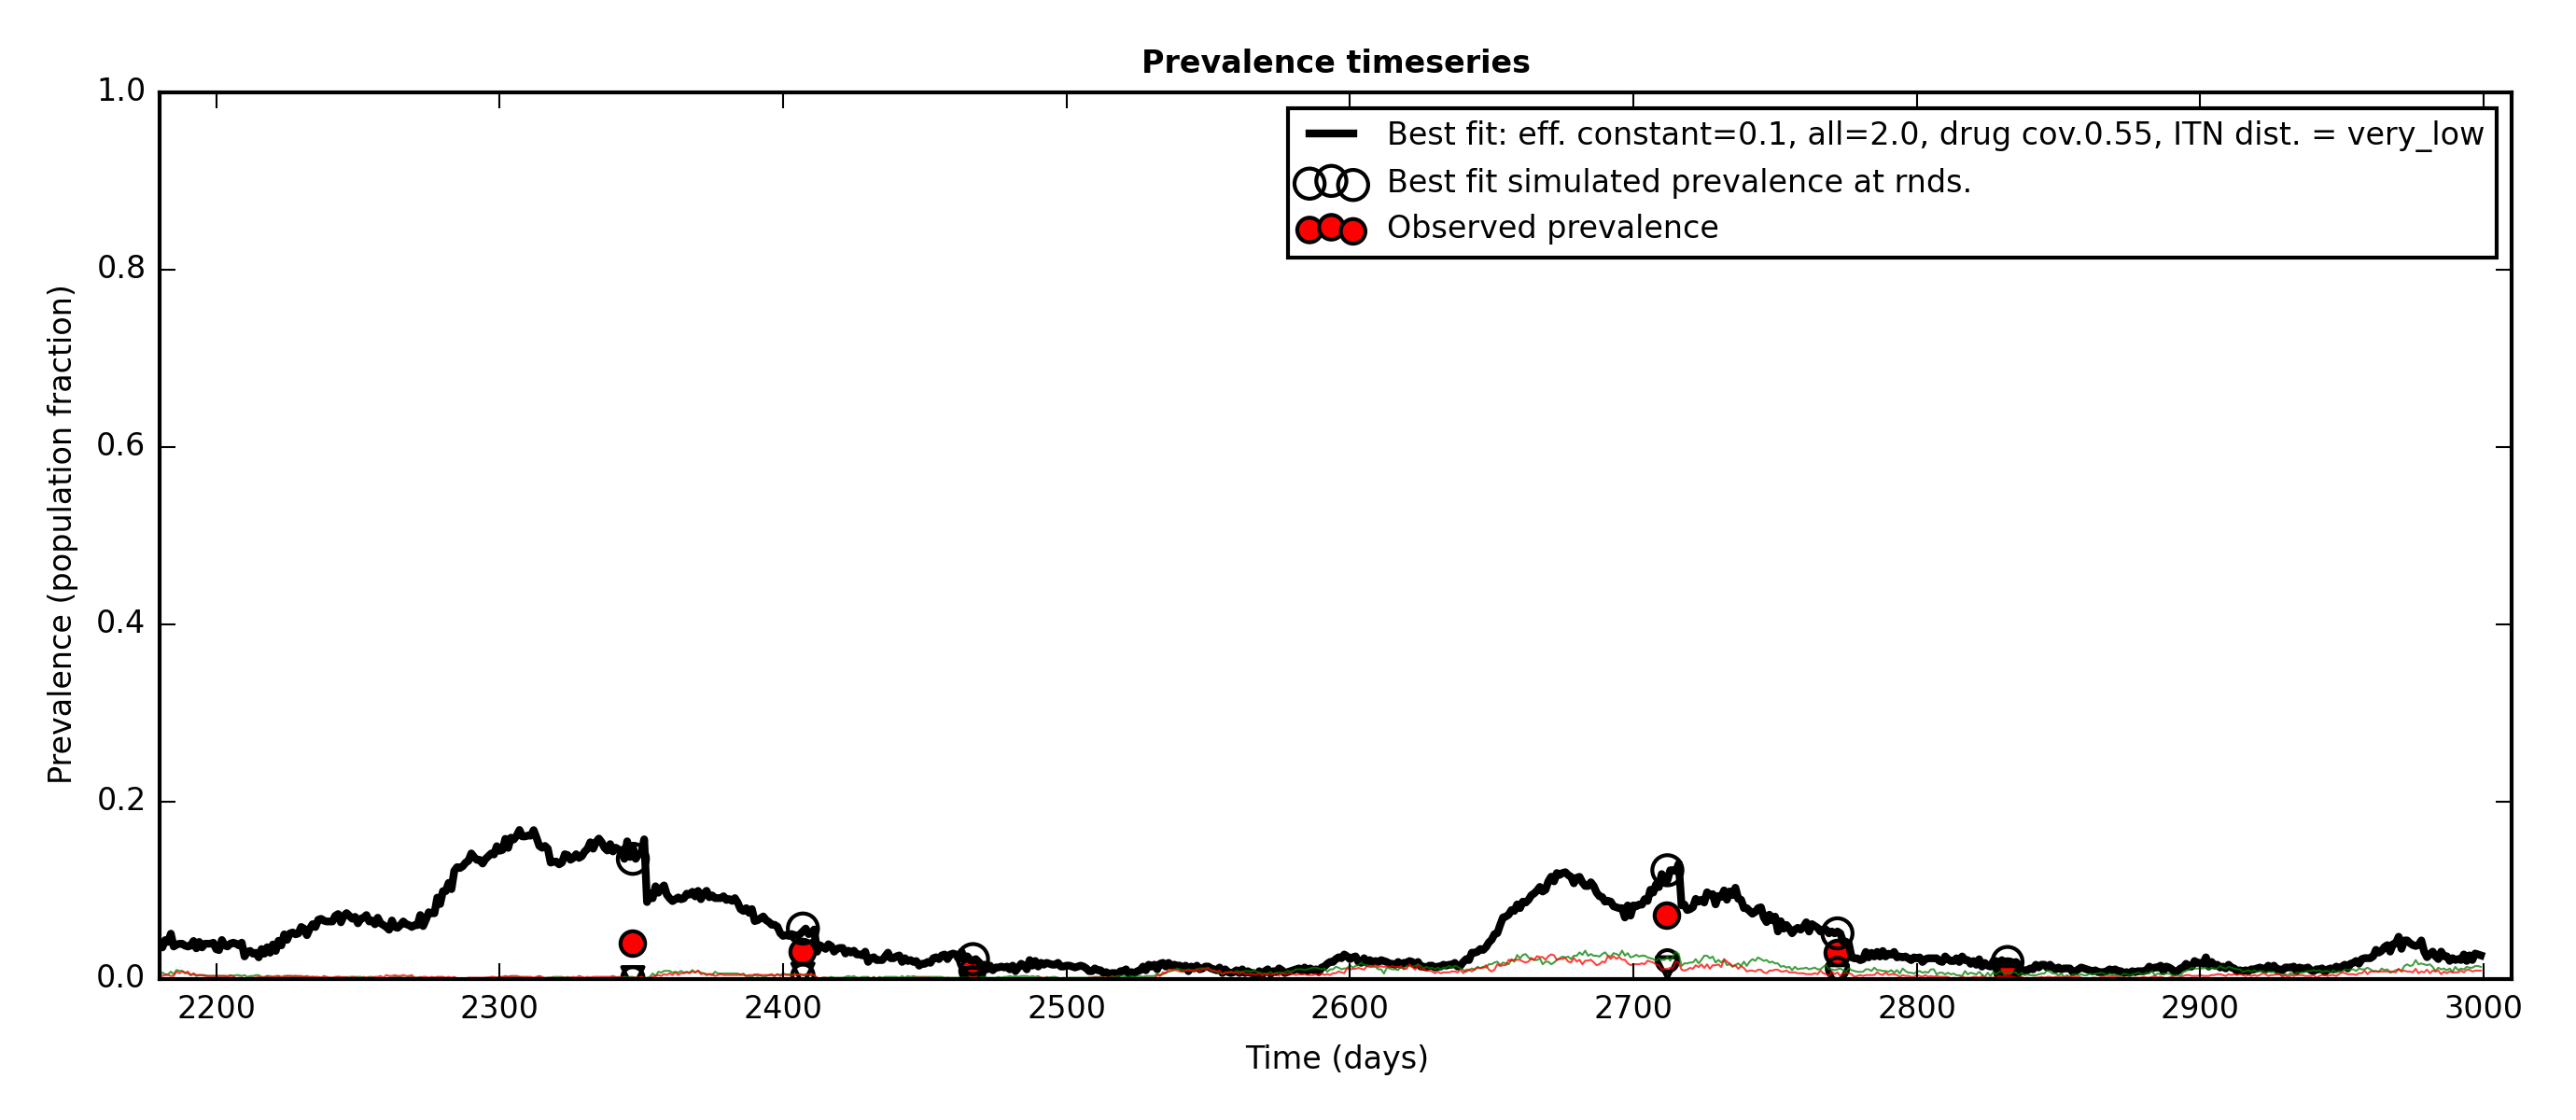 Prevalence timeseries
1.0
0.8
0.6
0.4
0.2
0.0
Prevalence (population fraction)
Best fit: eff. constant=0.1, all=2.0, drug cov.0.55, ITN dist. = very_low
Best fit simulated prevalence at rnds.
Observed prevalence
2200 2300 2400 2500 2600 2700 2800 2900 3000
Time (days)